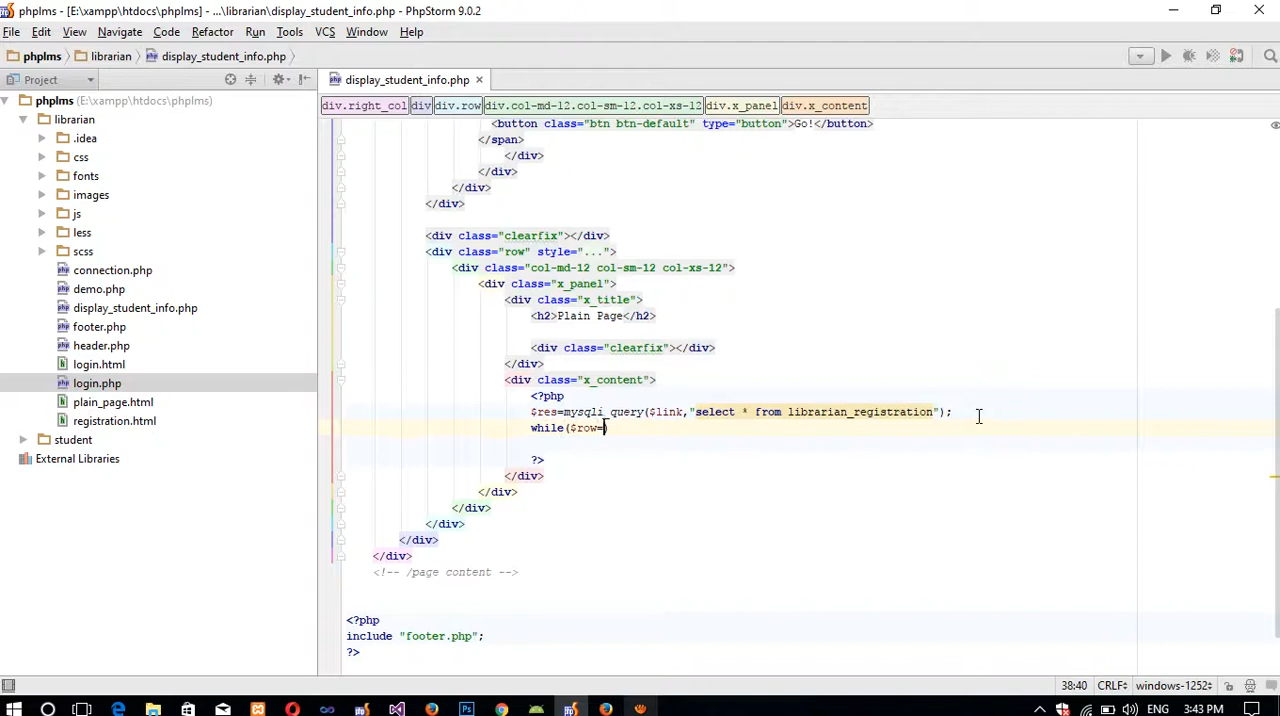 phplms - [E:\xampp\htdocs\phplms] - ...\librarian\display_student_info.php - PhpStorm 9.0.2
File Edit View Navigate Code Refactor Run Tools VCS Window Help
phplms librarian display_student_info.php
Project display_student_info.php
phplms (E:\xampp\htdocs\phplms)
librarian
.idea
css
fonts
images
js
less
scss
connection.php
demo.php
display_student_info.php
footer.php
header.php
login.html
login.php
plain_page.html
registration.html
student
External Libraries
div.right_col div div.row div.col-md-12.col-sm-12.col-xs-12 div.x_panel div.x_content
<button class="btn btn-default" type="button">Go!</button>
</span>
</div>
</div>
</div>
</div>
<div class="clearfix"></div>
<div class="row" style="...">
<div class="col-md-12 col-sm-12 col-xs-12">
<div class="x_panel">
<div class="x_title">
<h2>Plain Page</h2>
<div class="clearfix"></div>
</div>
<div class="x_content">
<?php
$res=mysqli_query($link,"select * from librarian_registration");
while($row=)
?>
</div>
</div>
</div>
</div>
</div>
</div>
<!-- /page content -->
<?php
include "footer.php";
?>
38:40 CRLF windows-1252
ENG 3:43 PM